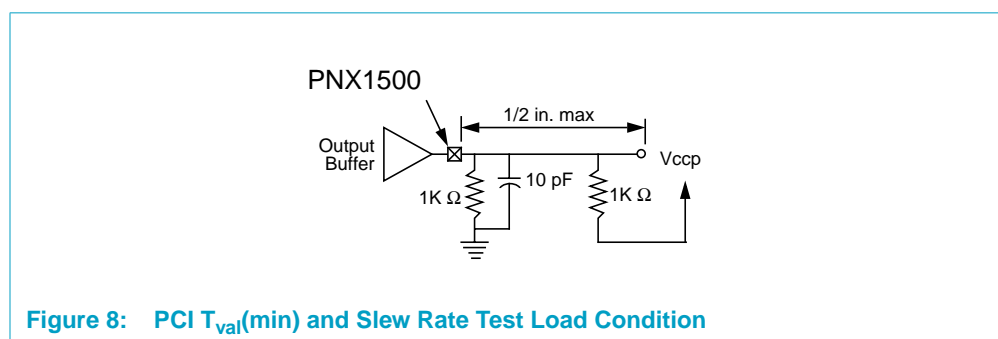 PNX1500
1/2 in. max
Output
Buffer
Vccp
1K Ω
10 pF
1K Ω
Figure 8: PCI Tval(min) and Slew Rate Test Load Condition